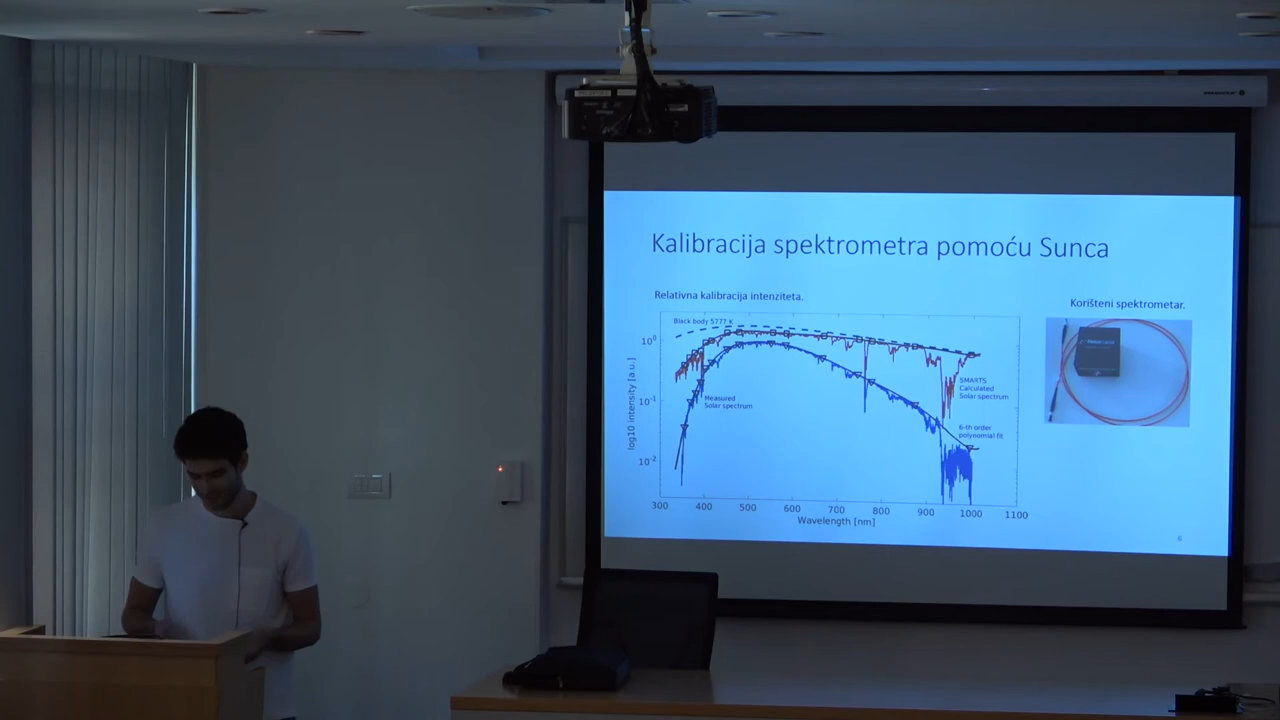 Kalibracija spektrometra pomoću Sunca
Relativna kalibracija intenziteta.
Korišteni spektrometar.
Black body 5777 K
10⁰
10⁻¹
10⁻²
log10 intensity [a.u.]
Measured
Solar spectrum
SMARTS
Calculated
Solar spectrum
6-th order
polynomial fit
300 400 500 600 700 800 900 1000 1100
Wavelength [nm]
6